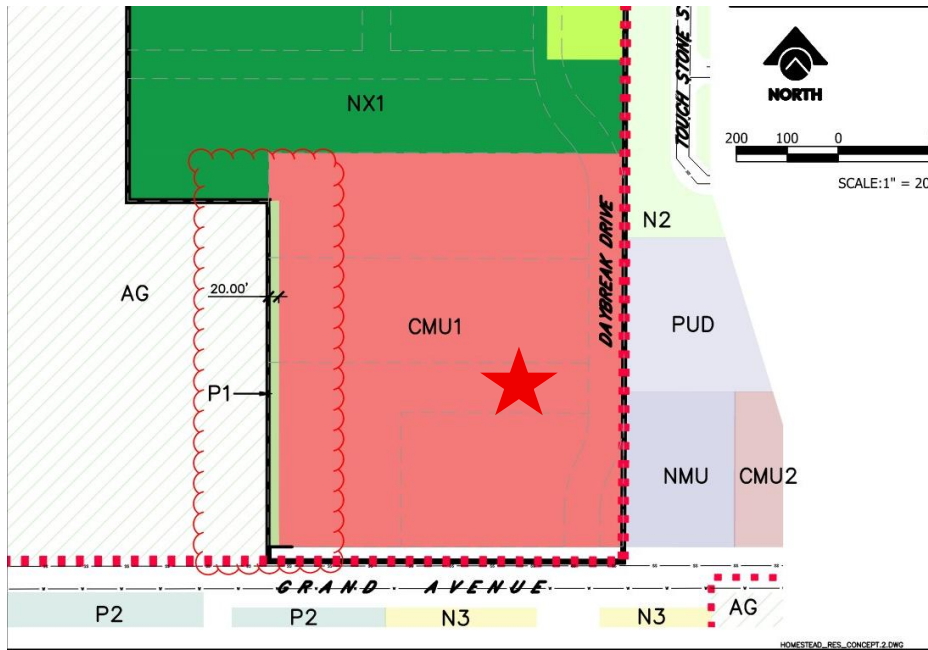 TOUCH STONE S
NORTH
200 100 0 1
SCALE:1" = 20
NX1
N2
DAYBREAK DRIVE
AG
20.00'
CMU1
PUD
P1
NMU
CMU2
GRAND AVENUE
P2
P2
N3
N3
AG
HOMESTEAD_RES_CONCEPT.2.DWG